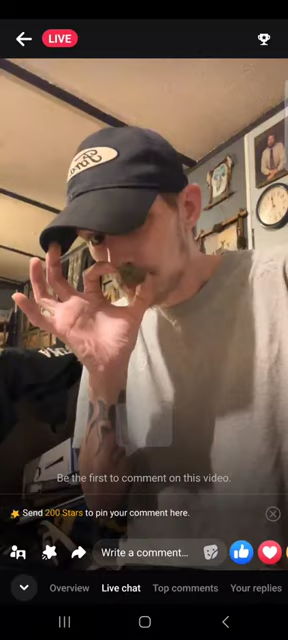 LIVE
Ford
Be the first to comment on this video.
Send 200 Stars to pin your comment here.
Write a comment...
Overview Live chat Top comments Your replies